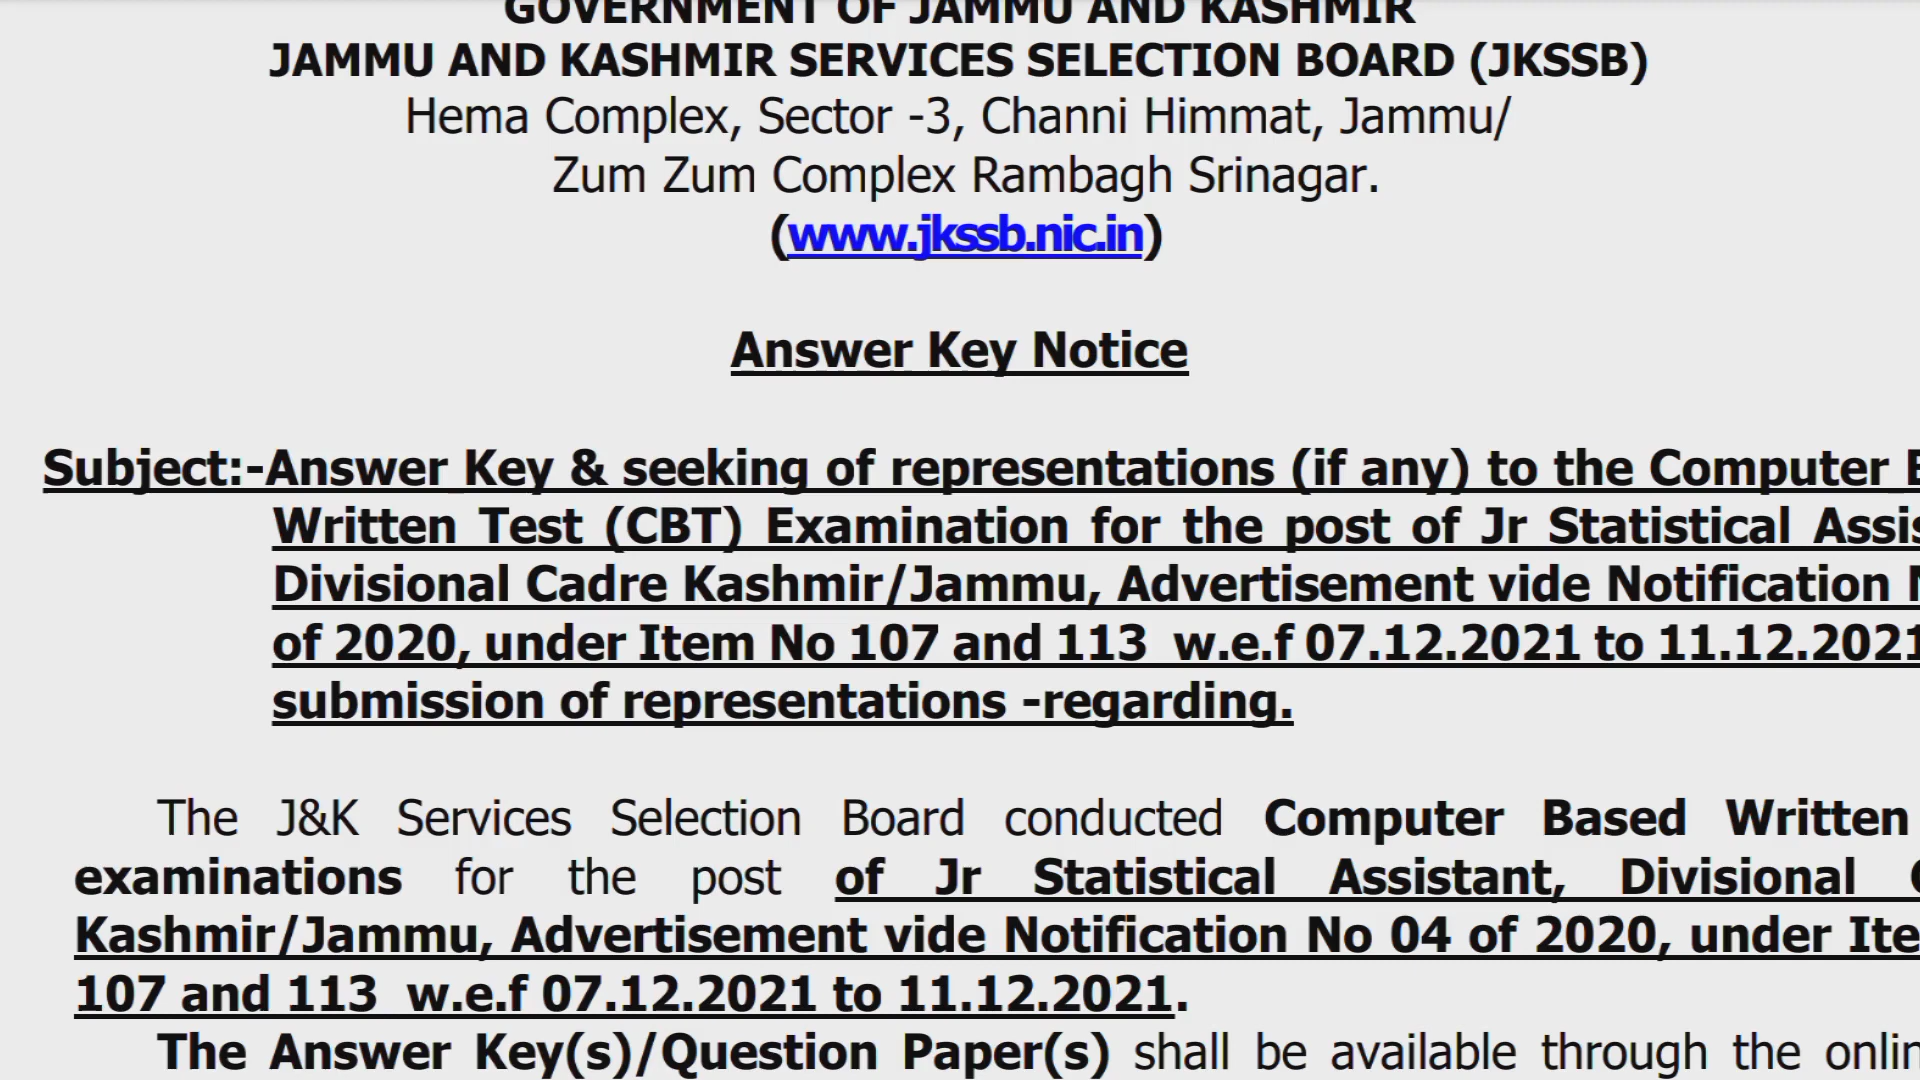 GOVERNMENT OF JAMMU AND KASHMIR
JAMMU AND KASHMIR SERVICES SELECTION BOARD (JKSSB)
Hema Complex, Sector -3, Channi Himmat, Jammu/
Zum Zum Complex Rambagh Srinagar.
(www.jkssb.nic.in)
Answer Key Notice
Subject:-Answer Key & seeking of representations (if any) to the Computer
Written Test (CBT) Examination for the post of Jr Statistical
Divisional Cadre Kashmir/Jammu, Advertisement vide Notification
of 2020, under Item No 107 and 113 w.e.f 07.12.2021 to 11.12.2021
submission of representations -regarding.
The J&K Services Selection Board conducted Computer Based Written
examinations for the post of Jr Statistical Assistant, Divisional
Kashmir/Jammu, Advertisement vide Notification No 04 of 2020, under
107 and 113 w.e.f 07.12.2021 to 11.12.2021.
The Answer Key(s)/Question Paper(s) shall be available through the